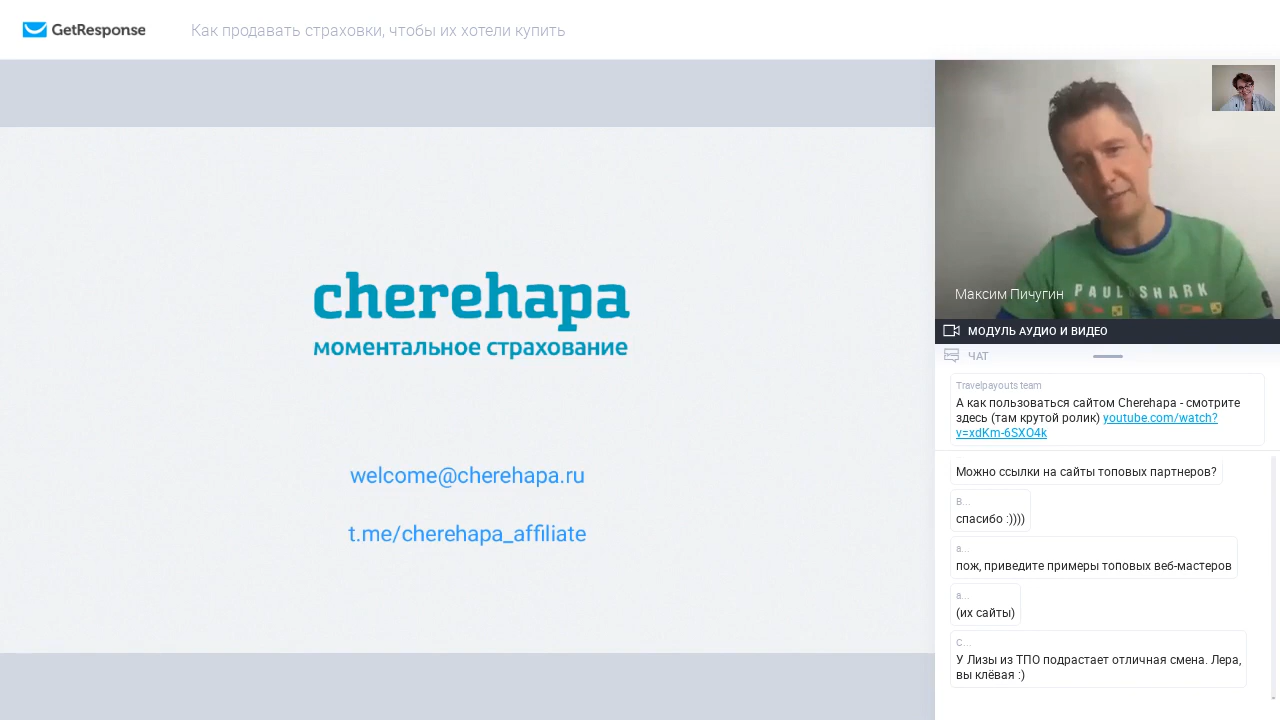 GetResponse
Как продавать страховки, чтобы их хотели купить
cherehapa
моментальное страхование
welcome@cherehapa.ru
t.me/cherehapa_affiliate
PAUL&SHARK
Максим Пичугин
МОДУЛЬ АУДИО И ВИДЕО
ЧАТ
Travelpayouts team
А как пользоваться сайтом Cherehapa - смотрите
здесь (там крутой ролик) youtube.com/watch?
v=xdKm-6SXO4k
Можно ссылки на сайты топовых партнеров?
В...
спасибо :))))
а...
пож, приведите примеры топовых веб-мастеров
а...
(их сайты)
С...
У Лизы из ТПО подрастает отличная смена. Лера,
вы клёвая :)